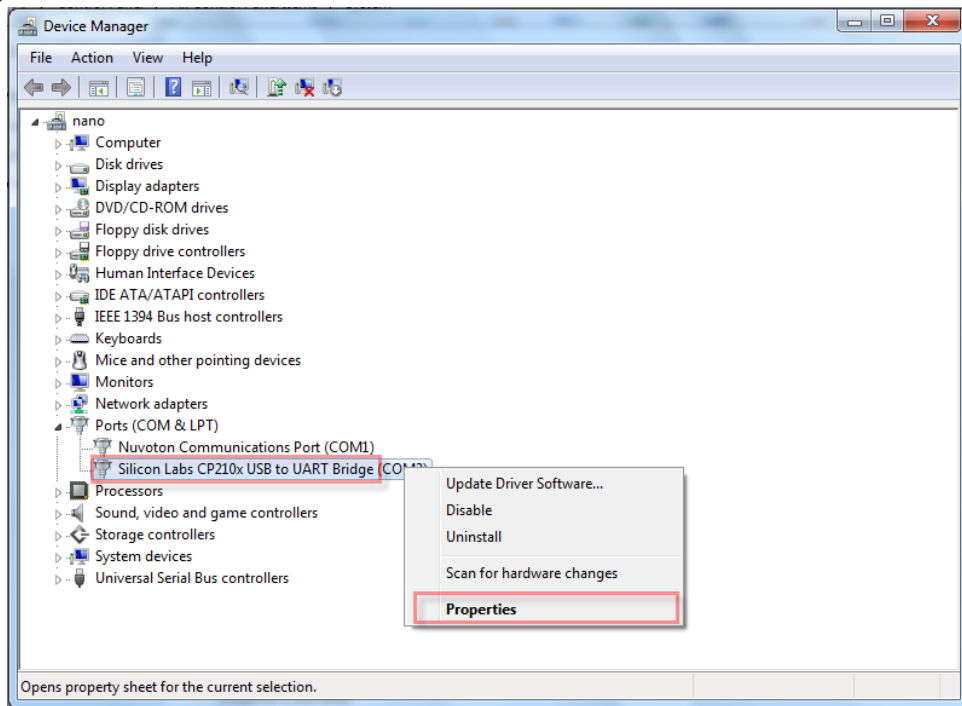 Device Manager
File Action View Help
nano
Computer
Disk drives
Display adapters
DVD/CD-ROM drives
Floppy disk drives
Floppy drive controllers
Human Interface Devices
IDE ATA/ATAPI controllers
IEEE 1394 Bus host controllers
Keyboards
Mice and other pointing devices
Monitors
Network adapters
Ports (COM & LPT)
Nuvoton Communications Port (COM1)
Silicon Labs CP210x USB to UART Bridge
Update Driver Software...
Disable
Uninstall
Scan for hardware changes
Properties
Processors
Sound, video and game controllers
Storage controllers
System devices
Universal Serial Bus controllers
Opens property sheet for the current selection.